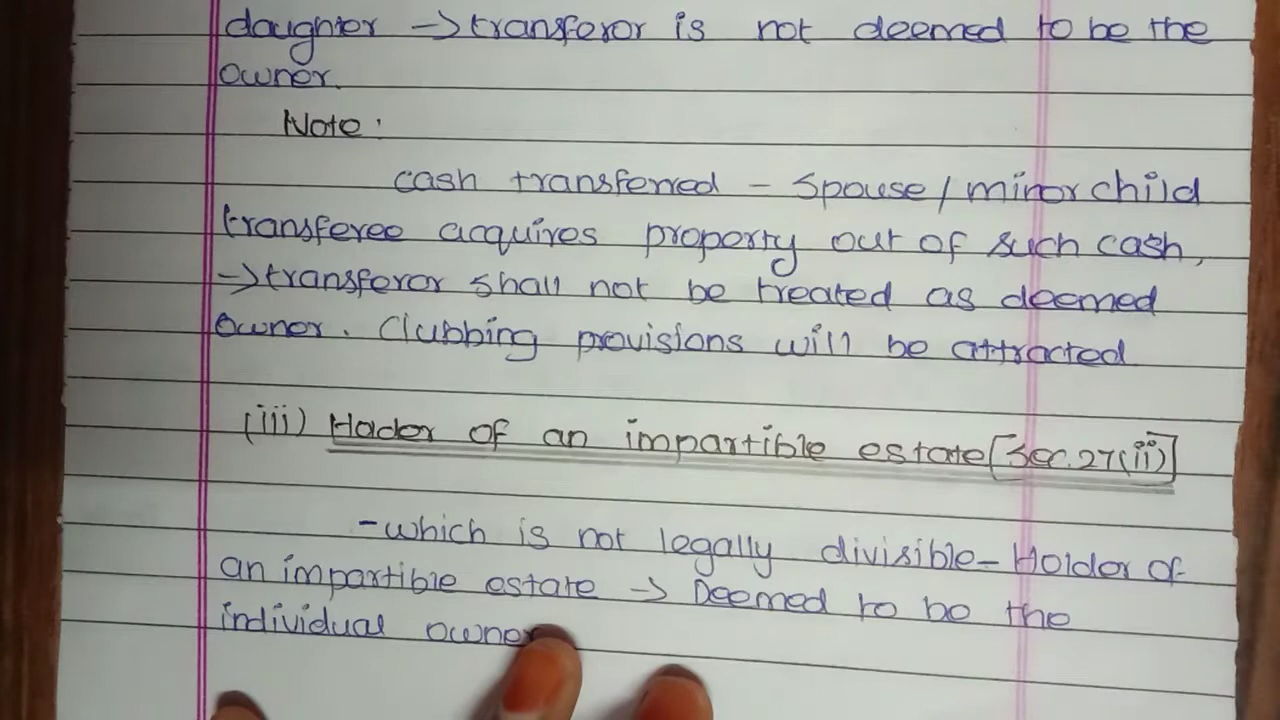 daughter → transferor is not deemed to be the
owner.
Note:
cash transferred - Spouse/minor child
transferee acquires property out of such cash,
→ transferor shall not be treated as deemed
owner. Clubbing provisions will be attracted
(iii) Holder of an impartible estate [Sec.27(ii)]
- which is not legally divisible - Holder of
an impartible estate → Deemed to be the
individual owner